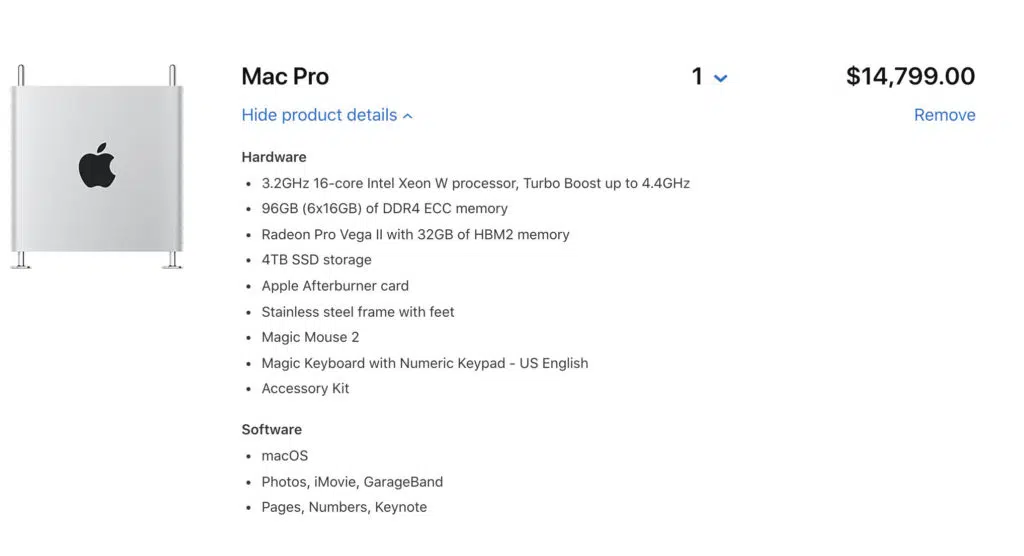 Mac Pro 1 $14,799.00
Hide product details Remove
Hardware
• 3.2GHz 16-core Intel Xeon W processor, Turbo Boost up to 4.4GHz
• 96GB (6x16GB) of DDR4 ECC memory
• Radeon Pro Vega II with 32GB of HBM2 memory
• 4TB SSD storage
• Apple Afterburner card
• Stainless steel frame with feet
• Magic Mouse 2
• Magic Keyboard with Numeric Keypad - US English
• Accessory Kit
Software
• macOS
• Photos, iMovie, GarageBand
• Pages, Numbers, Keynote